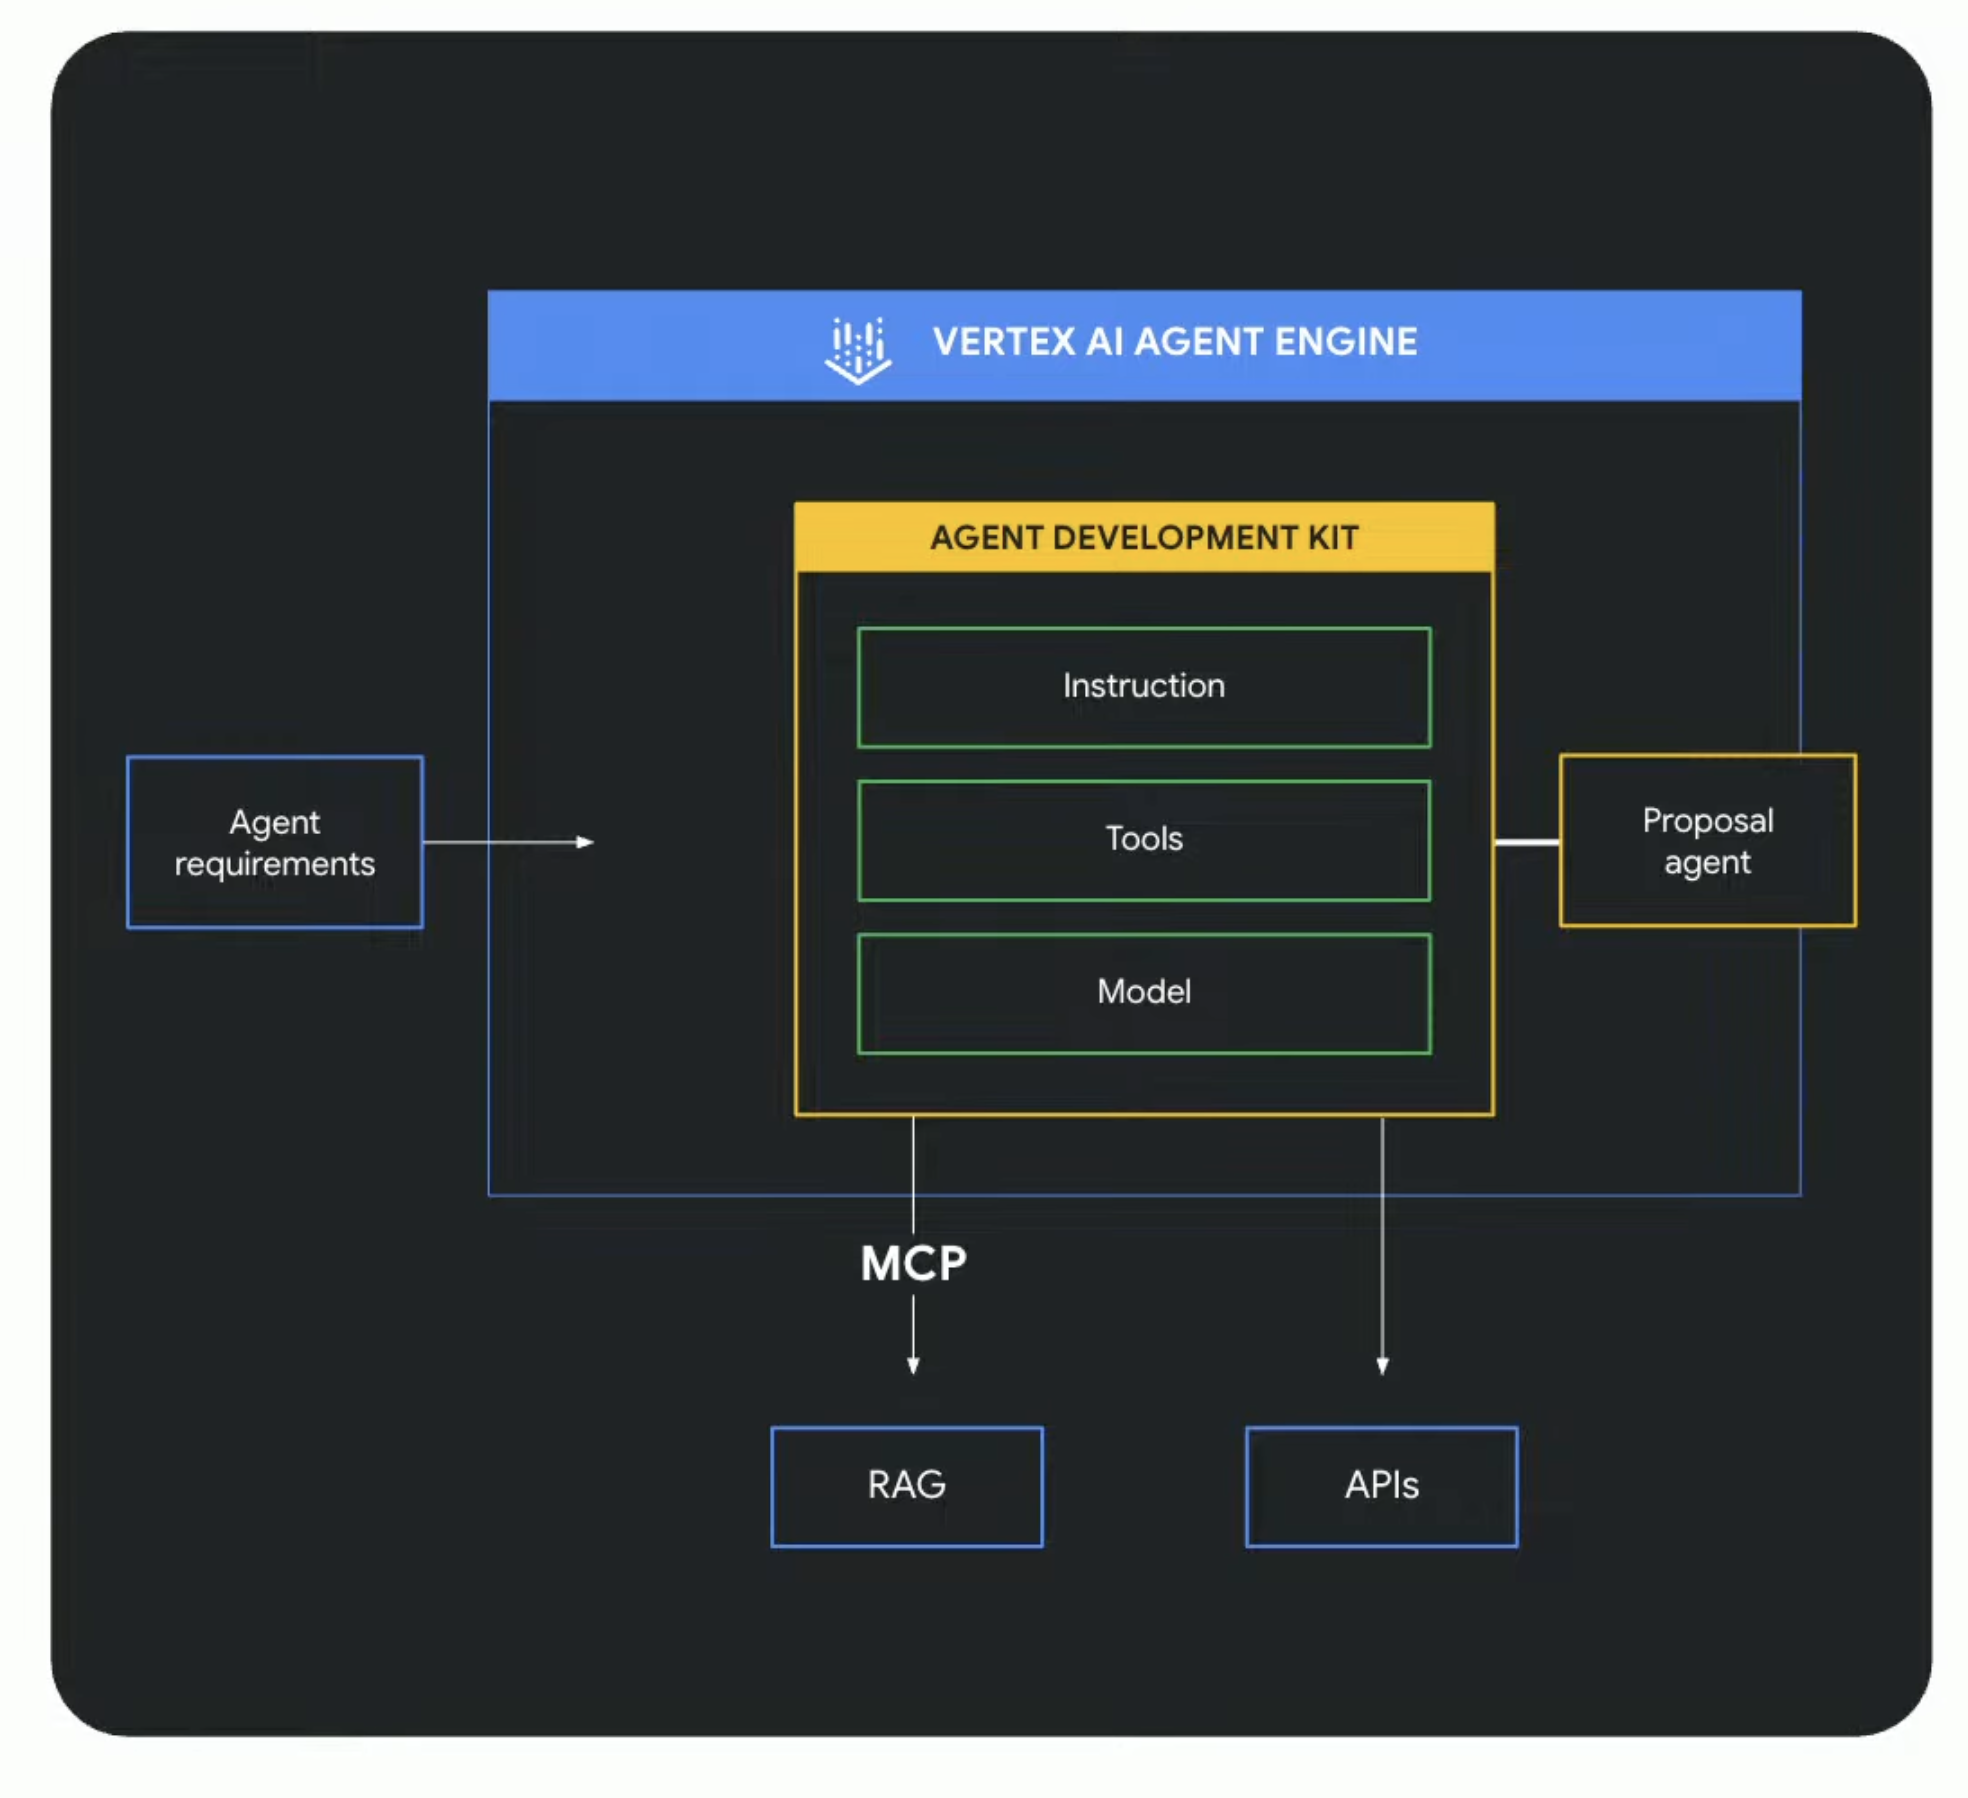 VERTEX AI AGENT ENGINE
AGENT DEVELOPMENT KIT
Instruction
Agent
requirements
Tools
Proposal
agent
Model
MCP
RAG
APIs